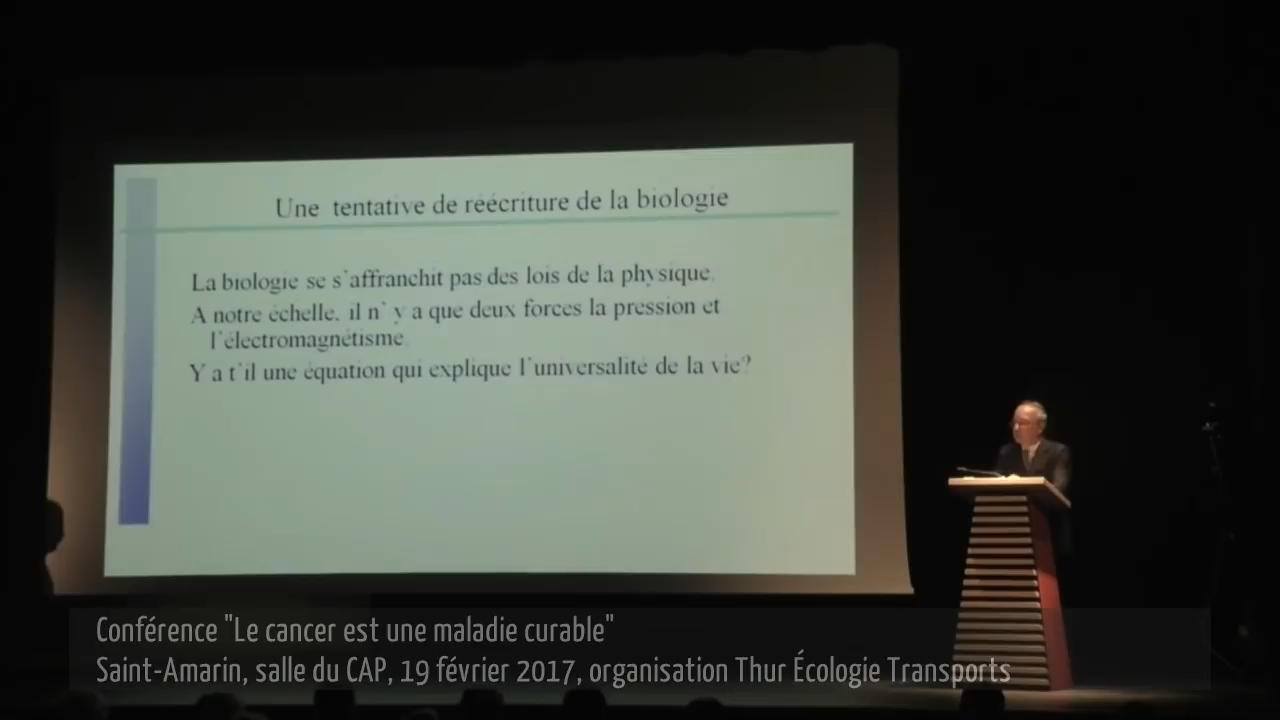 Une tentative de réécriture de la biologie
La biologie se s'affranchit pas des lois de la physique.
A notre échelle, il n' y a que deux forces la pression et
l'électromagnétisme.
Y a t'il une équation qui explique l'universalité de la vie?
Conférence "Le cancer est une maladie curable"
Saint-Amarin, salle du CAP, 19 février 2017, organisation Thur Écologie Transports